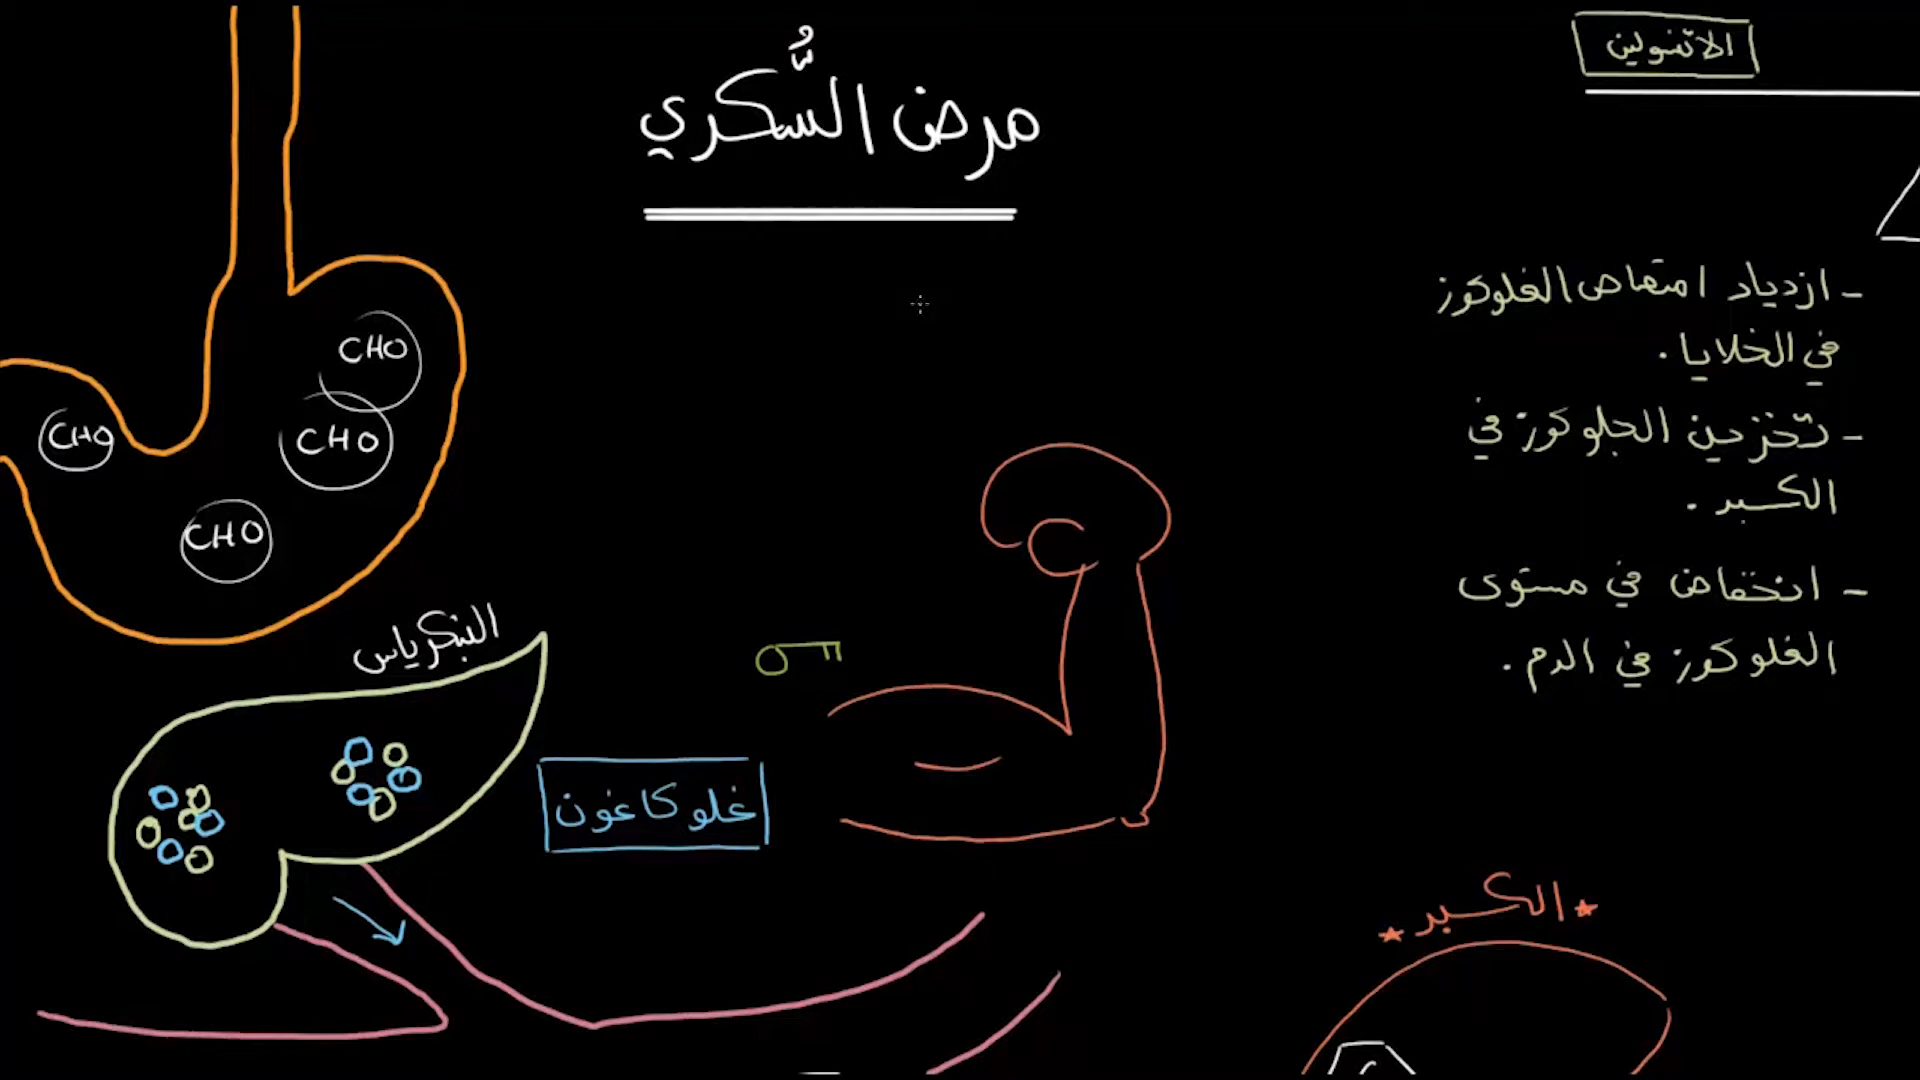 مرض السُّكري
الانسولين
- ازدياد امتصاص الغلوكوز
في الخلايا .
- تخزين الجلوكوز في
الكبد .
- انخفاض في مستوى
الغلوكوز في الدم .
CHO
CHO
CHO
CHO
البنكرياس
غلوكاغون
* الكبد *